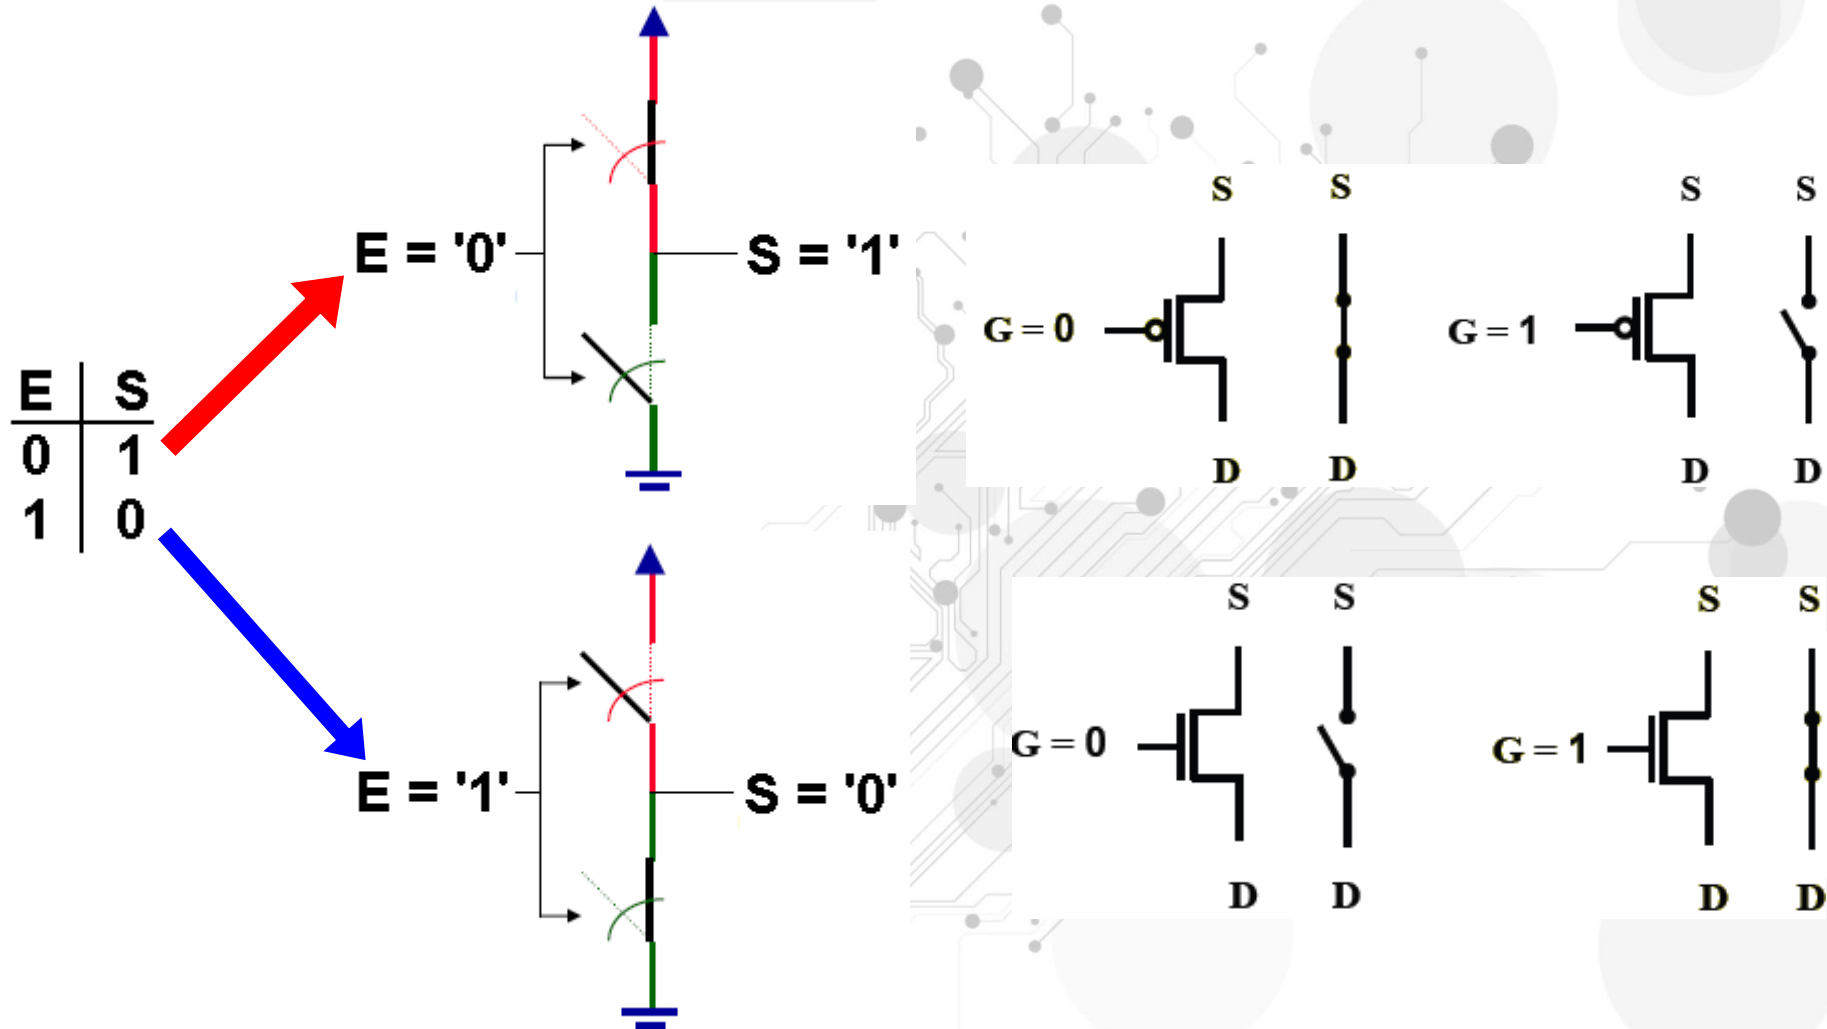 E S
0 1
1 0
E = '0'
S = '1'
E = '1'
S = '0'
S S
G = 0
D D
S S
G = 1
D D
S S
G = 0
D D
S S
G = 1
D D